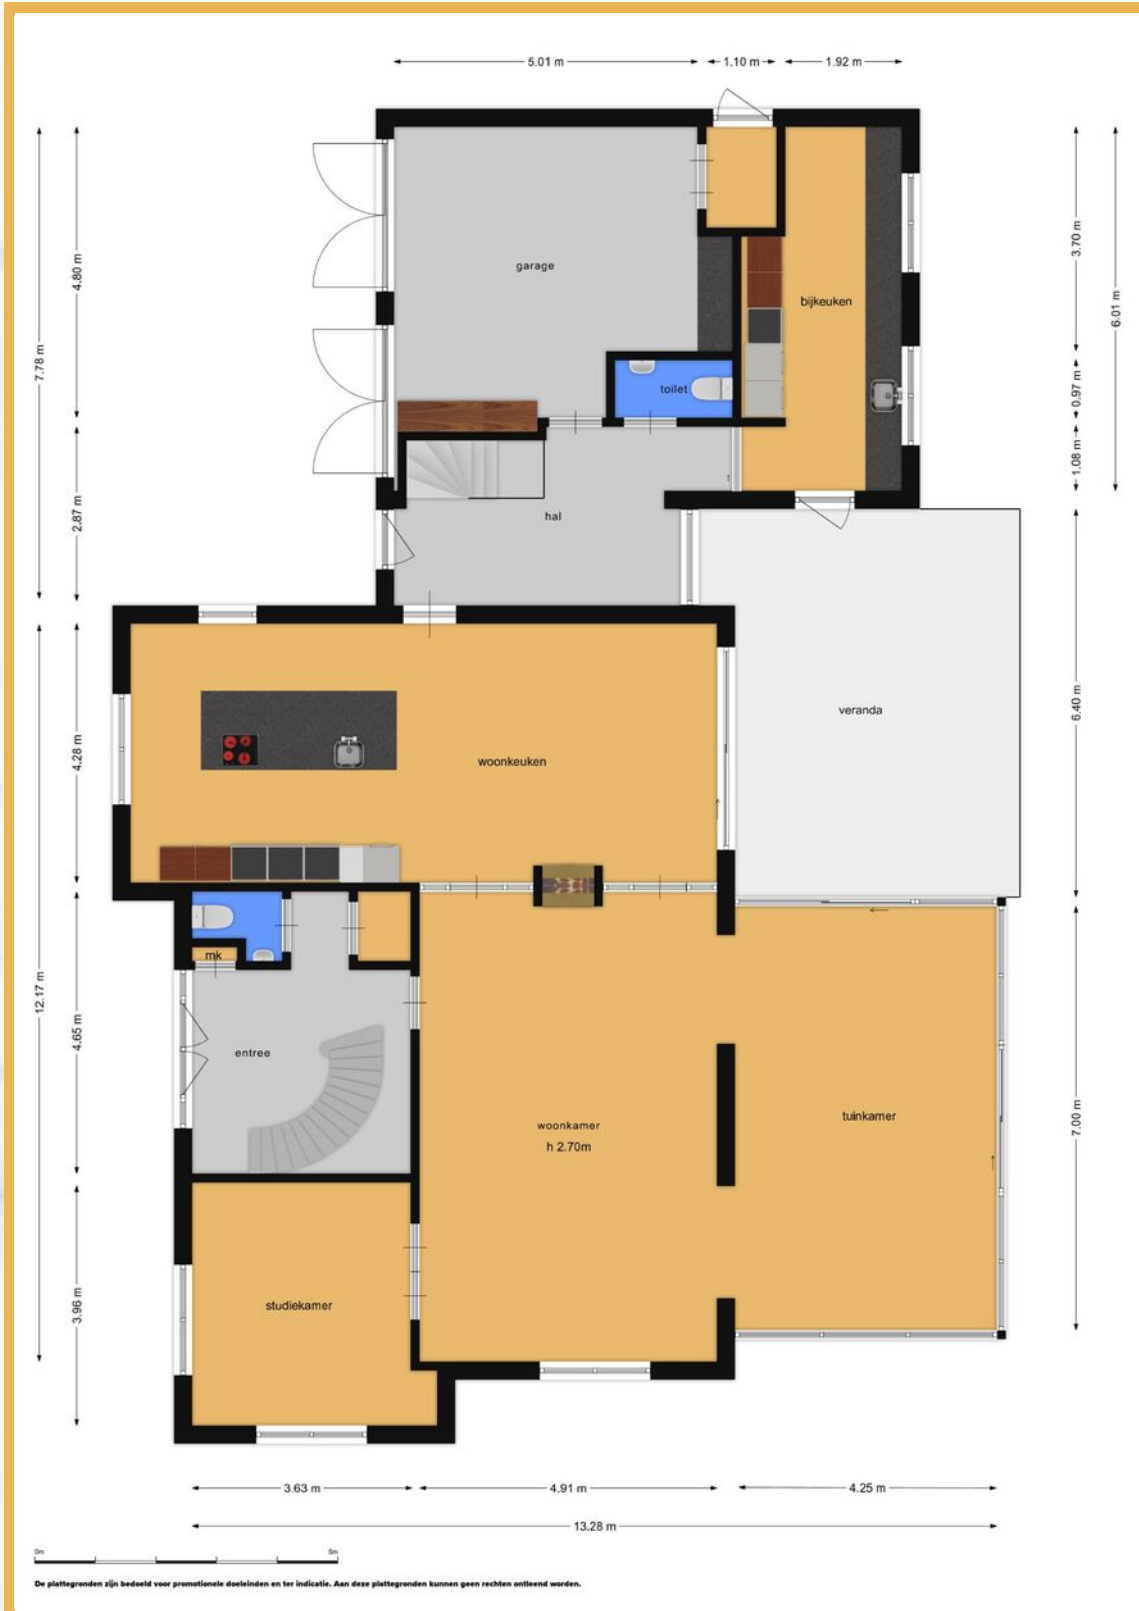 5.01 m
1.10 m
1.92 m
4.80 m
7.78 m
2.87 m
3.70 m
6.01 m
0.97 m
1.08 m
garage
bijkeuken
toilet
hal
veranda
6.40 m
woonkeuken
4.28 m
12.17 m
mk
4.65 m
entree
woonkamer
h 2.70m
tuinkamer
7.00 m
studiekamer
3.96 m
3.63 m
4.91 m
4.25 m
13.28 m
0m
5m
De plattegronden zijn bedoeld voor promotionele doeleinden en ter indicatie. Aan deze plattegronden kunnen geen rechten ontleend worden.